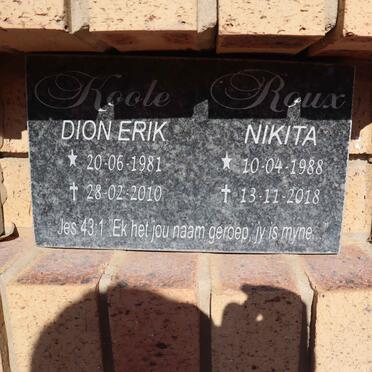 Koole Roux
DION ERIK NIKITA
★ 20-06-1981 ★ 10-04-1988
✝ 28-02-2010 ✝ 13-11-2018
Jes 43:1 "Ek het jou naam geroep, jy is myne..."